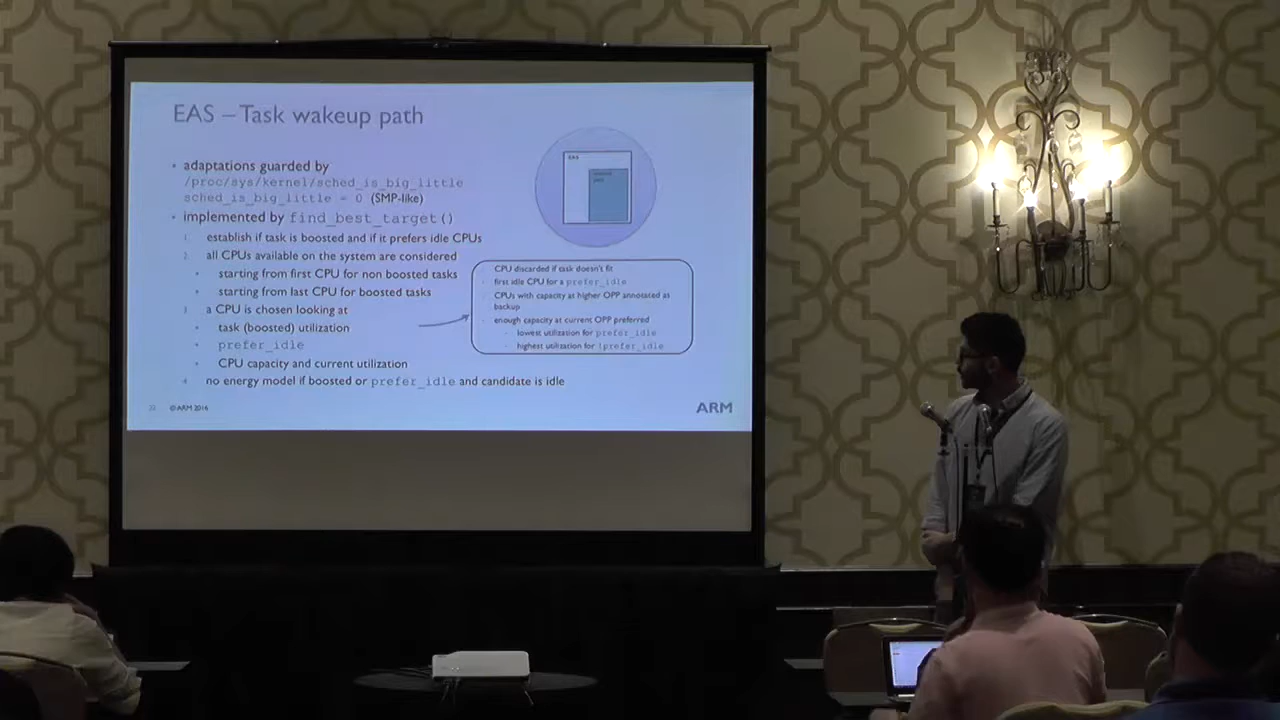 EAS – Task wakeup path
• adaptations guarded by
/proc/sys/kernel/sched_is_big_little
sched_is_big_little = 0 (SMP-like)
• implemented by find_best_target()
1. establish if task is boosted and if it prefers idle CPUs
2. all CPUs available on the system are considered
• starting from first CPU for non boosted tasks
• starting from last CPU for boosted tasks
3. a CPU is chosen looking at
• task (boosted) utilization
• prefer_idle
• CPU capacity and current utilization
4. no energy model if boosted or prefer_idle and candidate is idle
EAS
CPU discarded if task doesn't fit
first idle CPU for a prefer_idle
CPUs with capacity at higher OPP annotated as
backup
enough capacity at current OPP preferred
lowest utilization for prefer_idle
highest utilization for !prefer_idle
22 ©ARM 2016
ARM